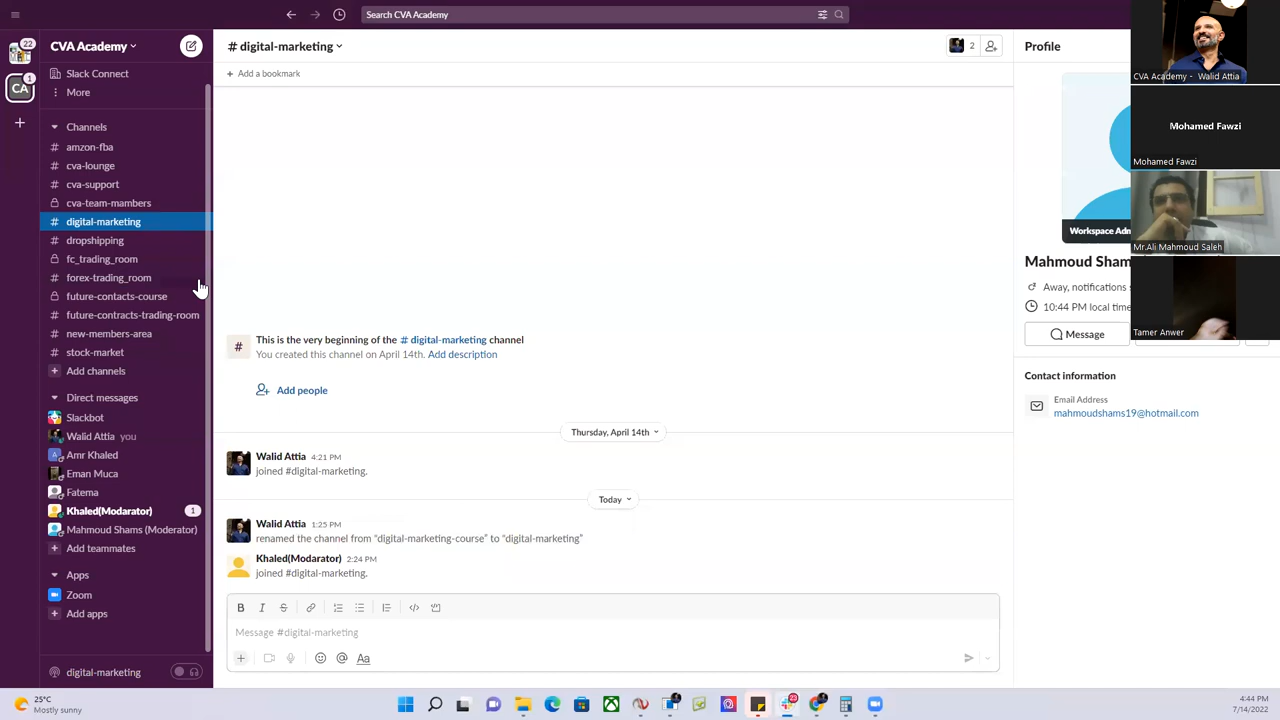 Search CVA Academy
22
CA
1
CVA Academy
Slack Connect
More
Channels
amzon-fba
cva-lounge
cva-support
cva-team-mambers
digital-marketing
dropshipping
fc_trading_room
forex-trading_room
future-contacts-course
future-contracts-trading-room
new-members-area
stock-market
Add channels
Direct messages
Slackbot
Walid Attia you
Amr Khaled
Eman Muca
Fatema
Khaled(Modarator) 1
Mahmoud Shams (Moderator)
Add teammates
Apps
Zoom
Add apps
digital-marketing
# digital-marketing
2
+ Add a bookmark
This is the very beginning of the # digital-marketing channel
You created this channel on April 14th. Add description
Add people
Thursday, April 14th
Walid Attia 4:21 PM
joined #digital-marketing.
Today
Walid Attia 1:25 PM
renamed the channel from “digital-marketing-course” to “digital-marketing”
Khaled(Modarator) 2:24 PM
joined #digital-marketing.
B I S
Message #digital-marketing
Aa
Profile
Workspace Adm
Mahmoud Sham
Away, notifications s
10:44 PM local time
Message
Contact information
Email Address
mahmoudshams19@hotmail.com
CVA Academy - Walid Attia
Mohamed Fawzi
Mohamed Fawzi
Mr.Ali Mahmoud Saleh
Tamer Anwer
25°C
Mostly sunny
4:44 PM
7/14/2022